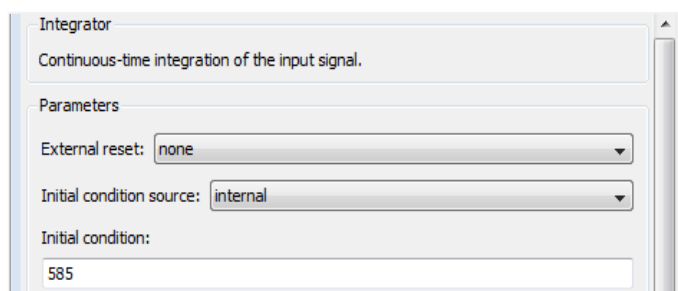 Integrator
Continuous-time integration of the input signal.
Parameters
External reset: none
Initial condition source: internal
Initial condition:
585